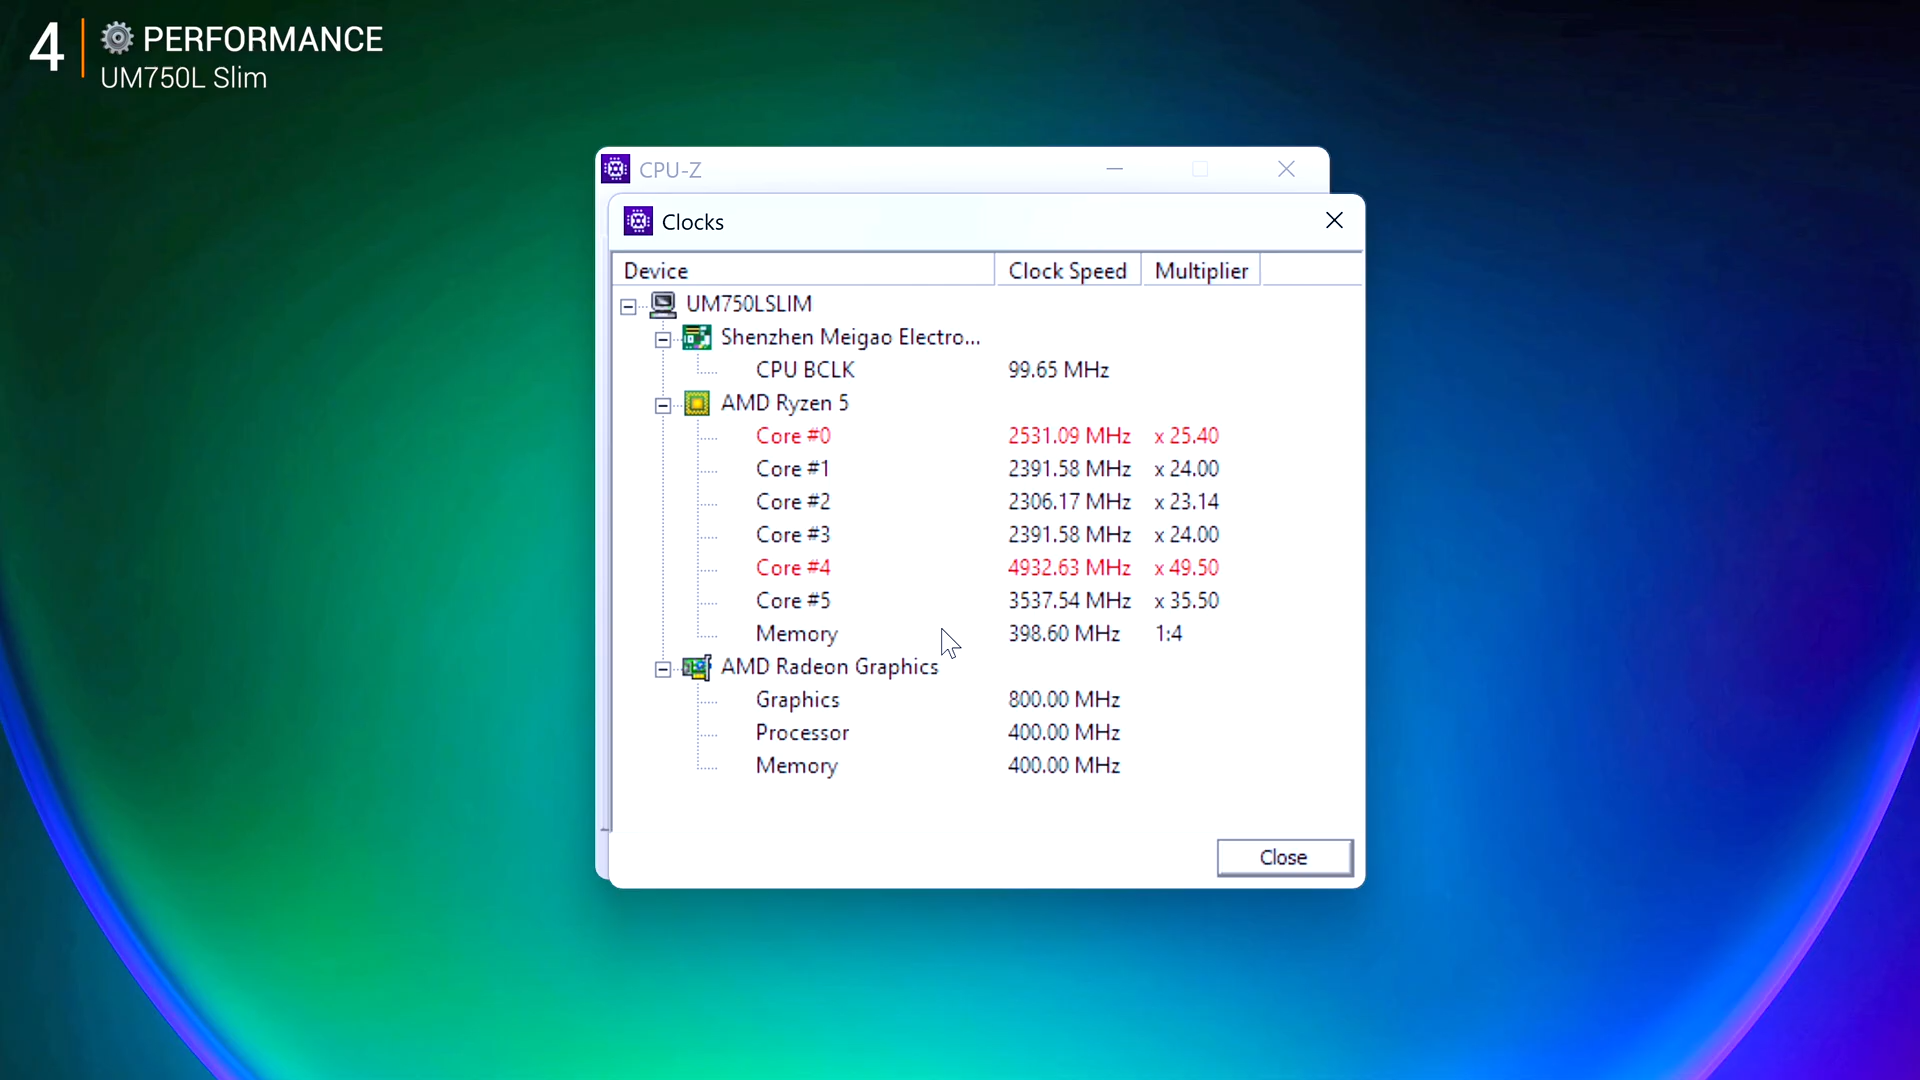 4
PERFORMANCE
UM750L Slim
CPU-Z
Clocks
Device Clock Speed Multiplier
UM750LSLIM
Shenzhen Meigao Electro...
CPU BCLK 99.65 MHz
AMD Ryzen 5
Core #0 2531.09 MHz x 25.40
Core #1 2391.58 MHz x 24.00
Core #2 2306.17 MHz x 23.14
Core #3 2391.58 MHz x 24.00
Core #4 4932.63 MHz x 49.50
Core #5 3537.54 MHz x 35.50
Memory 398.60 MHz 1:4
AMD Radeon Graphics
Graphics 800.00 MHz
Processor 400.00 MHz
Memory 400.00 MHz
Close